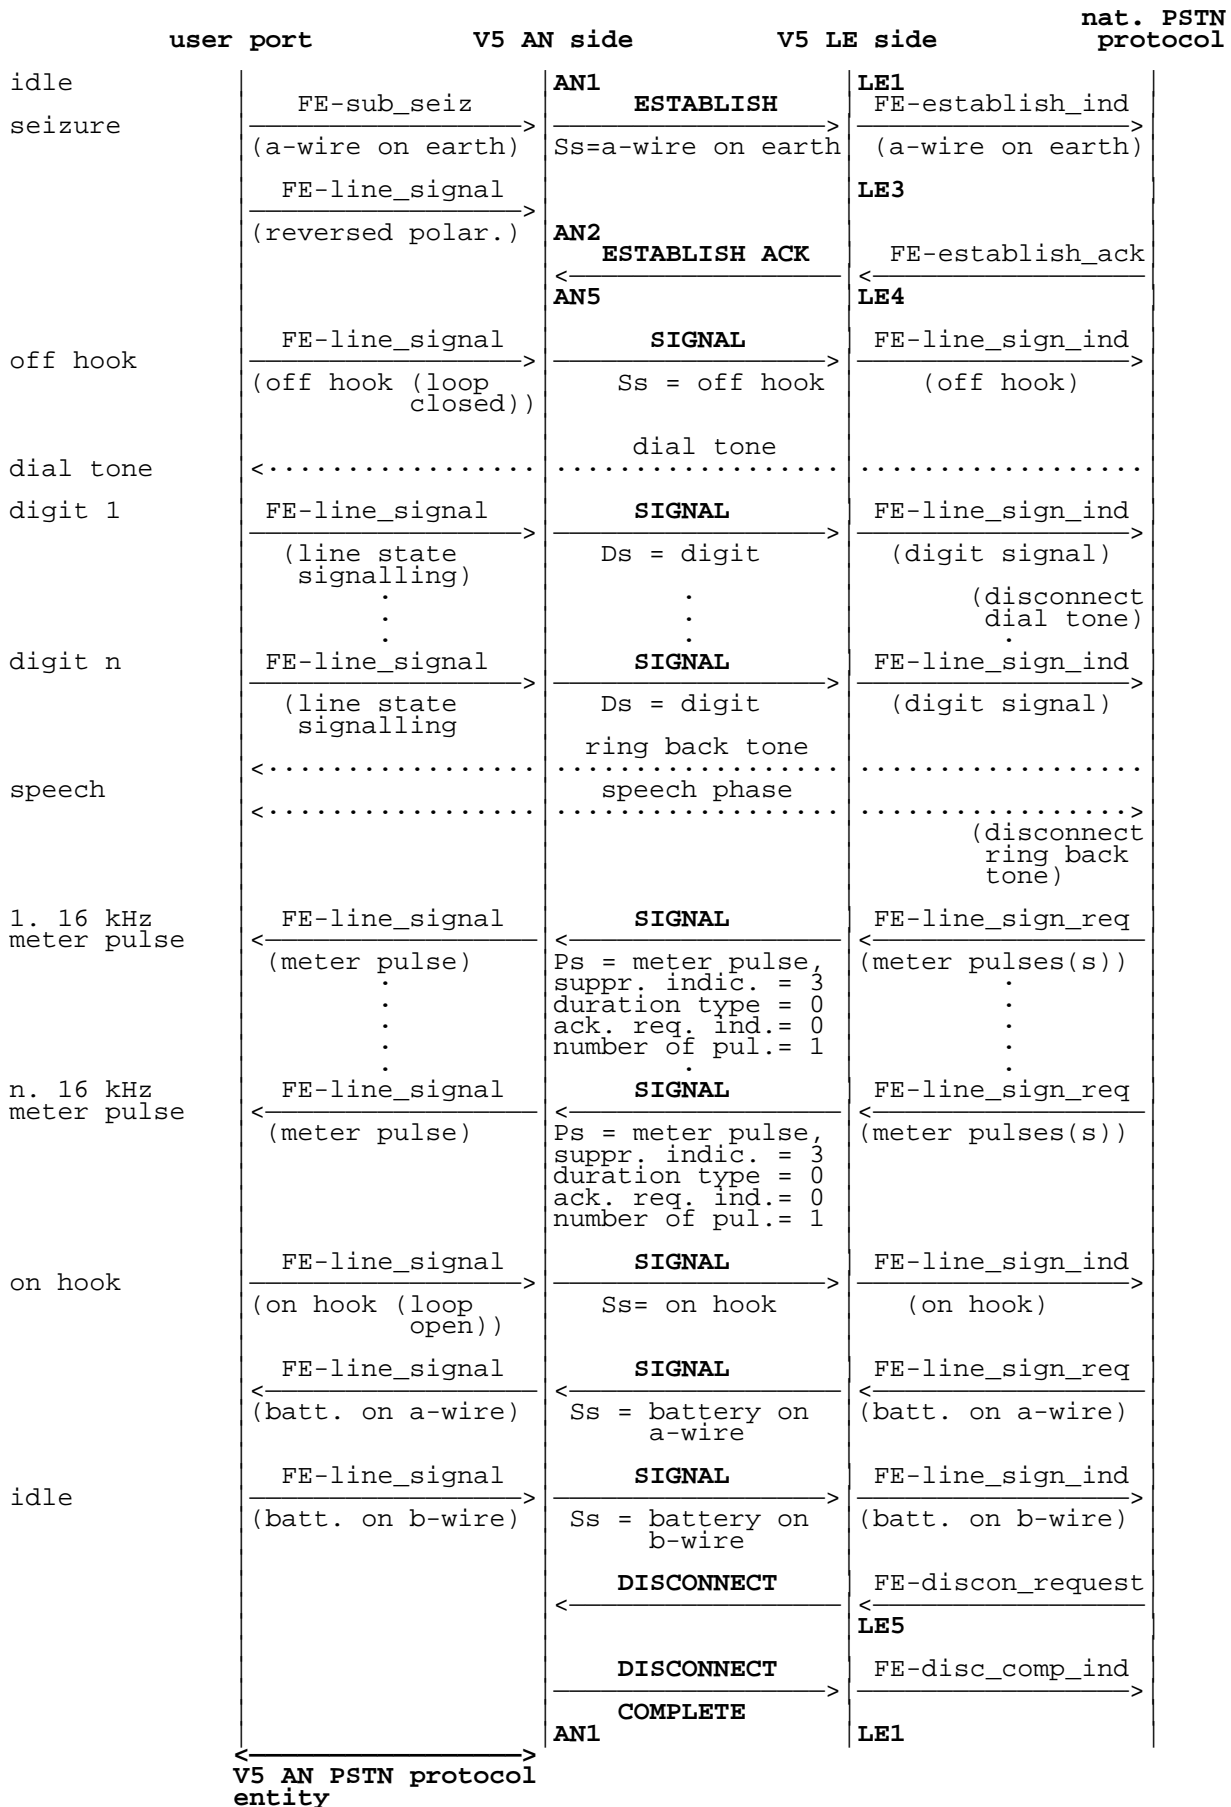 nat. PSTN
user port V5 AN side V5 LE side protocol
idle AN1 LE1
FE-sub_seiz ESTABLISH FE-establish_ind
seizure
(a-wire on earth) Ss=a-wire on earth (a-wire on earth)
FE-line_signal LE3
(reversed polar.) AN2
ESTABLISH ACK FE-establish_ack
AN5 LE4
FE-line_signal SIGNAL FE-line_sign_ind
off hook
(off hook (loop Ss = off hook (off hook)
closed))
dial tone
dial tone
digit 1 FE-line_signal SIGNAL FE-line_sign_ind
(line state Ds = digit (digit signal)
signalling)
(disconnect
dial tone)
digit n FE-line_signal SIGNAL FE-line_sign_ind
(line state Ds = digit (digit signal)
signalling
ring back tone
speech speech phase
(disconnect
ring back
tone)
1. 16 kHz FE-line_signal SIGNAL FE-line_sign_req
meter pulse
(meter pulse) Ps = meter pulse, (meter pulses(s))
suppr. indic. = 3
duration type = 0
ack. req. ind.= 0
number of pul.= 1
n. 16 kHz FE-line_signal SIGNAL FE-line_sign_req
meter pulse
(meter pulse) Ps = meter pulse, (meter pulses(s))
suppr. indic. = 3
duration type = 0
ack. req. ind.= 0
number of pul.= 1
FE-line_signal SIGNAL FE-line_sign_ind
on hook
(on hook (loop Ss= on hook (on hook)
open))
FE-line_signal SIGNAL FE-line_sign_req
(batt. on a-wire) Ss = battery on (batt. on a-wire)
a-wire
FE-line_signal SIGNAL FE-line_sign_ind
idle
(batt. on b-wire) Ss = battery on (batt. on b-wire)
b-wire
DISCONNECT FE-discon_request
LE5
DISCONNECT FE-disc_comp_ind
COMPLETE
AN1 LE1
V5 AN PSTN protocol
entity